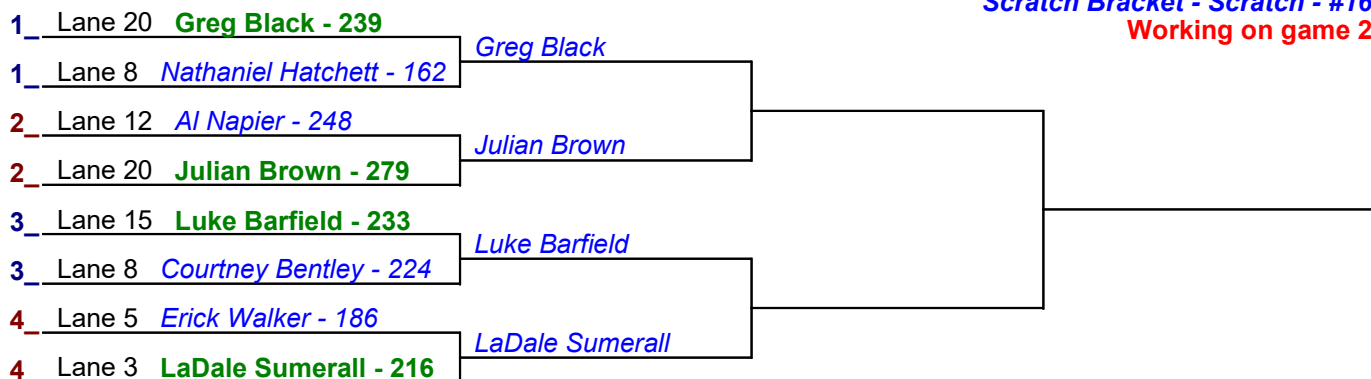 Scratch Bracket - Scratch - #16
Working on game 2
1_ Lane 20 Greg Black - 239
Greg Black
1_ Lane 8 Nathaniel Hatchett - 162
2_ Lane 12 Al Napier - 248
Julian Brown
2_ Lane 20 Julian Brown - 279
3_ Lane 15 Luke Barfield - 233
Luke Barfield
3_ Lane 8 Courtney Bentley - 224
4_ Lane 5 Erick Walker - 186
LaDale Sumerall
4 Lane 3 LaDale Sumerall - 216